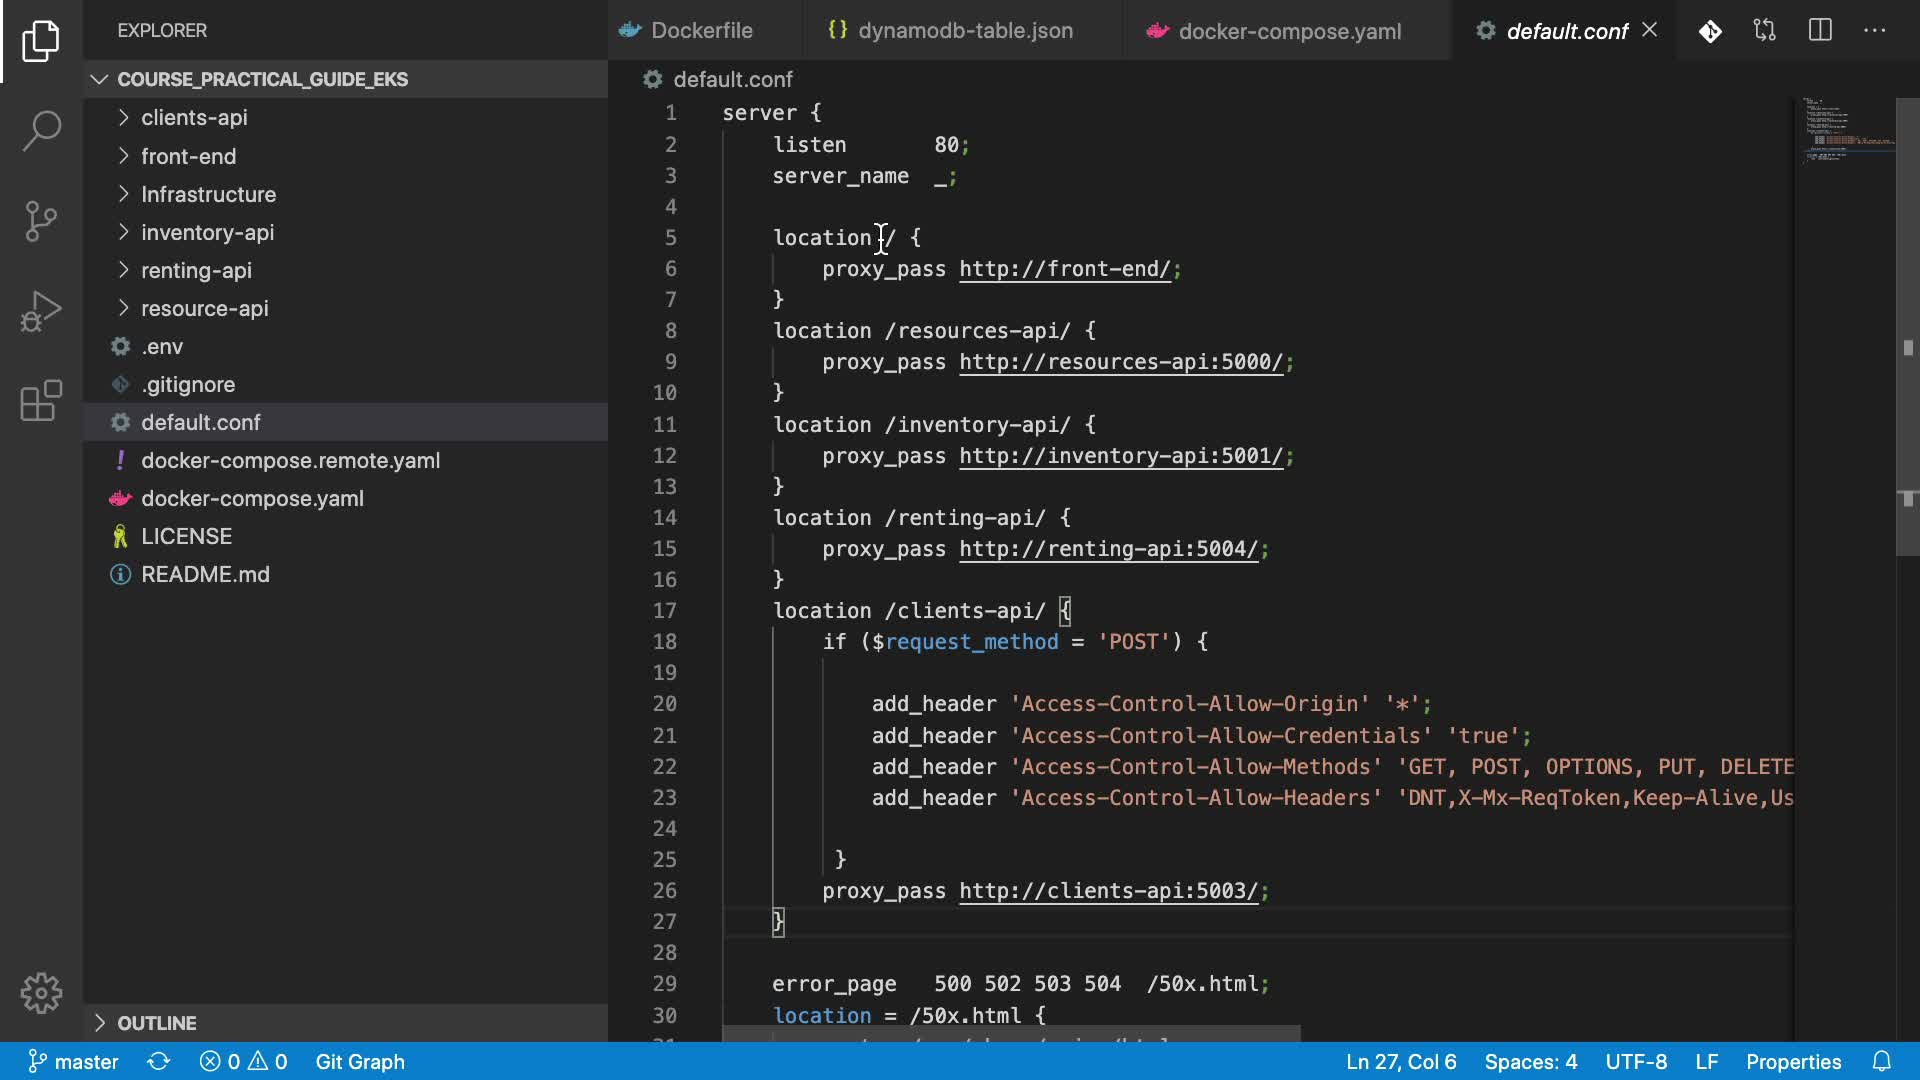 EXPLORER
COURSE_PRACTICAL_GUIDE_EKS
clients-api
front-end
Infrastructure
inventory-api
renting-api
resource-api
.env
.gitignore
default.conf
docker-compose.remote.yaml
docker-compose.yaml
LICENSE
README.md
OUTLINE
Dockerfile
{} dynamodb-table.json
docker-compose.yaml
default.conf
default.conf
1 server {
2 listen 80;
3 server_name _;
4
5 location / {
6 proxy_pass http://front-end/;
7 }
8 location /resources-api/ {
9 proxy_pass http://resources-api:5000/;
10 }
11 location /inventory-api/ {
12 proxy_pass http://inventory-api:5001/;
13 }
14 location /renting-api/ {
15 proxy_pass http://renting-api:5004/;
16 }
17 location /clients-api/ {
18 if ($request_method = 'POST') {
19
20 add_header 'Access-Control-Allow-Origin' '*';
21 add_header 'Access-Control-Allow-Credentials' 'true';
22 add_header 'Access-Control-Allow-Methods' 'GET, POST, OPTIONS, PUT, DELETE
23 add_header 'Access-Control-Allow-Headers' 'DNT,X-Mx-ReqToken,Keep-Alive,Us
24
25 }
26 proxy_pass http://clients-api:5003/;
27 }
28
29 error_page 500 502 503 504 /50x.html;
30 location = /50x.html {
master 0 0 Git Graph Ln 27, Col 6 Spaces: 4 UTF-8 LF Properties